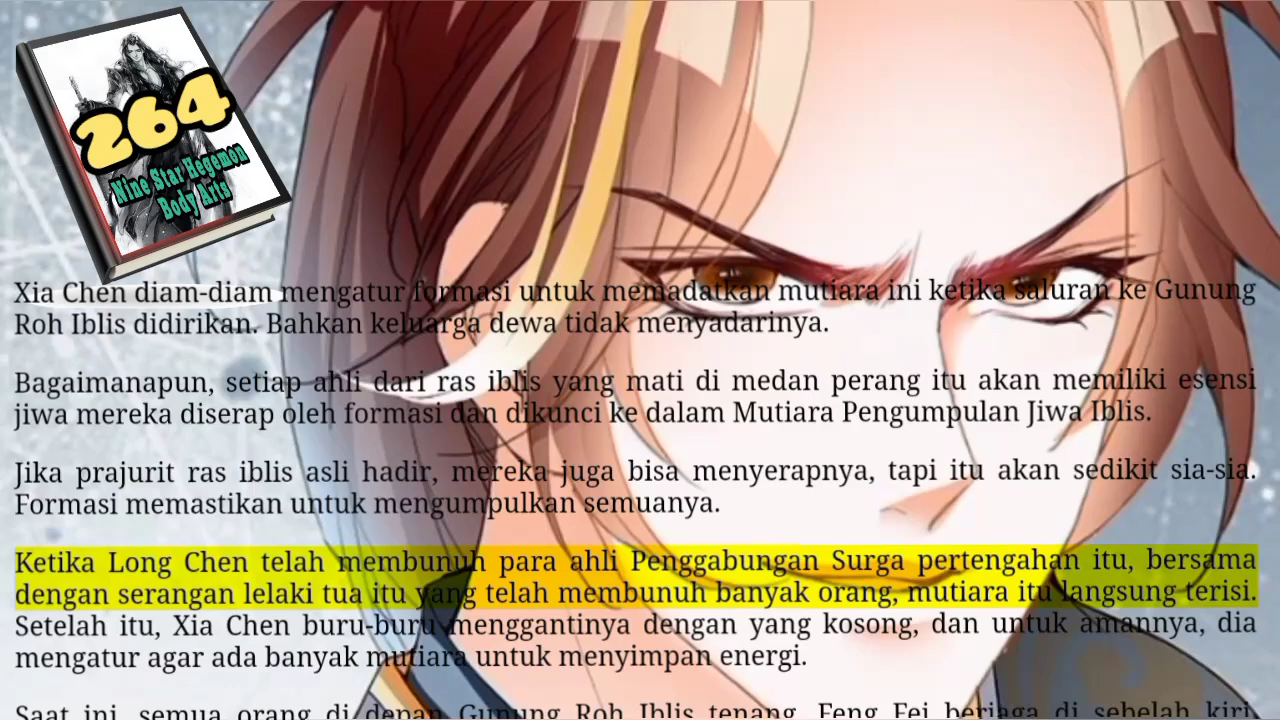 264
Nine Star Hegemon
Body Arts
Xia Chen diam-diam mengatur formasi untuk memadatkan mutiara ini ketika saluran ke Gunung
Roh Iblis didirikan. Bahkan keluarga dewa tidak menyadarinya.
Bagaimanapun, setiap ahli dari ras iblis yang mati di medan perang itu akan memiliki esensi
jiwa mereka diserap oleh formasi dan dikunci ke dalam Mutiara Pengumpulan Jiwa Iblis.
Jika prajurit ras iblis asli hadir, mereka juga bisa menyerapnya, tapi itu akan sedikit sia-sia.
Formasi memastikan untuk mengumpulkan semuanya.
Ketika Long Chen telah membunuh para ahli Penggabungan Surga pertengahan itu, bersama
dengan serangan lelaki tua itu yang telah membunuh banyak orang, mutiara itu langsung terisi.
Setelah itu, Xia Chen buru-buru menggantinya dengan yang kosong, dan untuk amannya, dia
mengatur agar ada banyak mutiara untuk menyimpan energi.
Saat ini, semua orang di depan Gunung Roh Iblis tenang. Feng Fei berjaga di sebelah kiri,